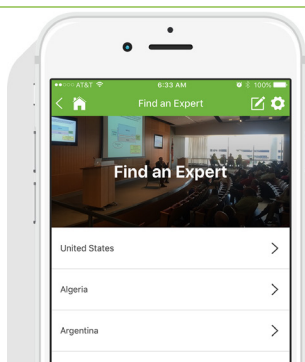 AT&T 6:33 AM 100%
Find an Expert
Find an Expert
United States
Algeria
Argentina